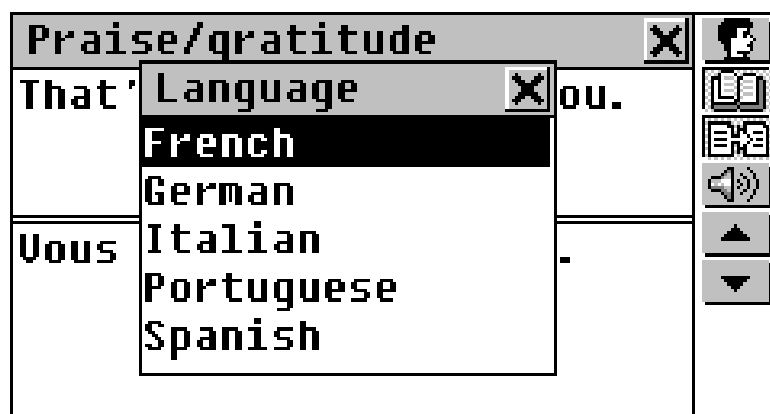 Praise/gratitude
That' ou.
Language
French
German
Italian
Portuguese
Spanish
Vous .